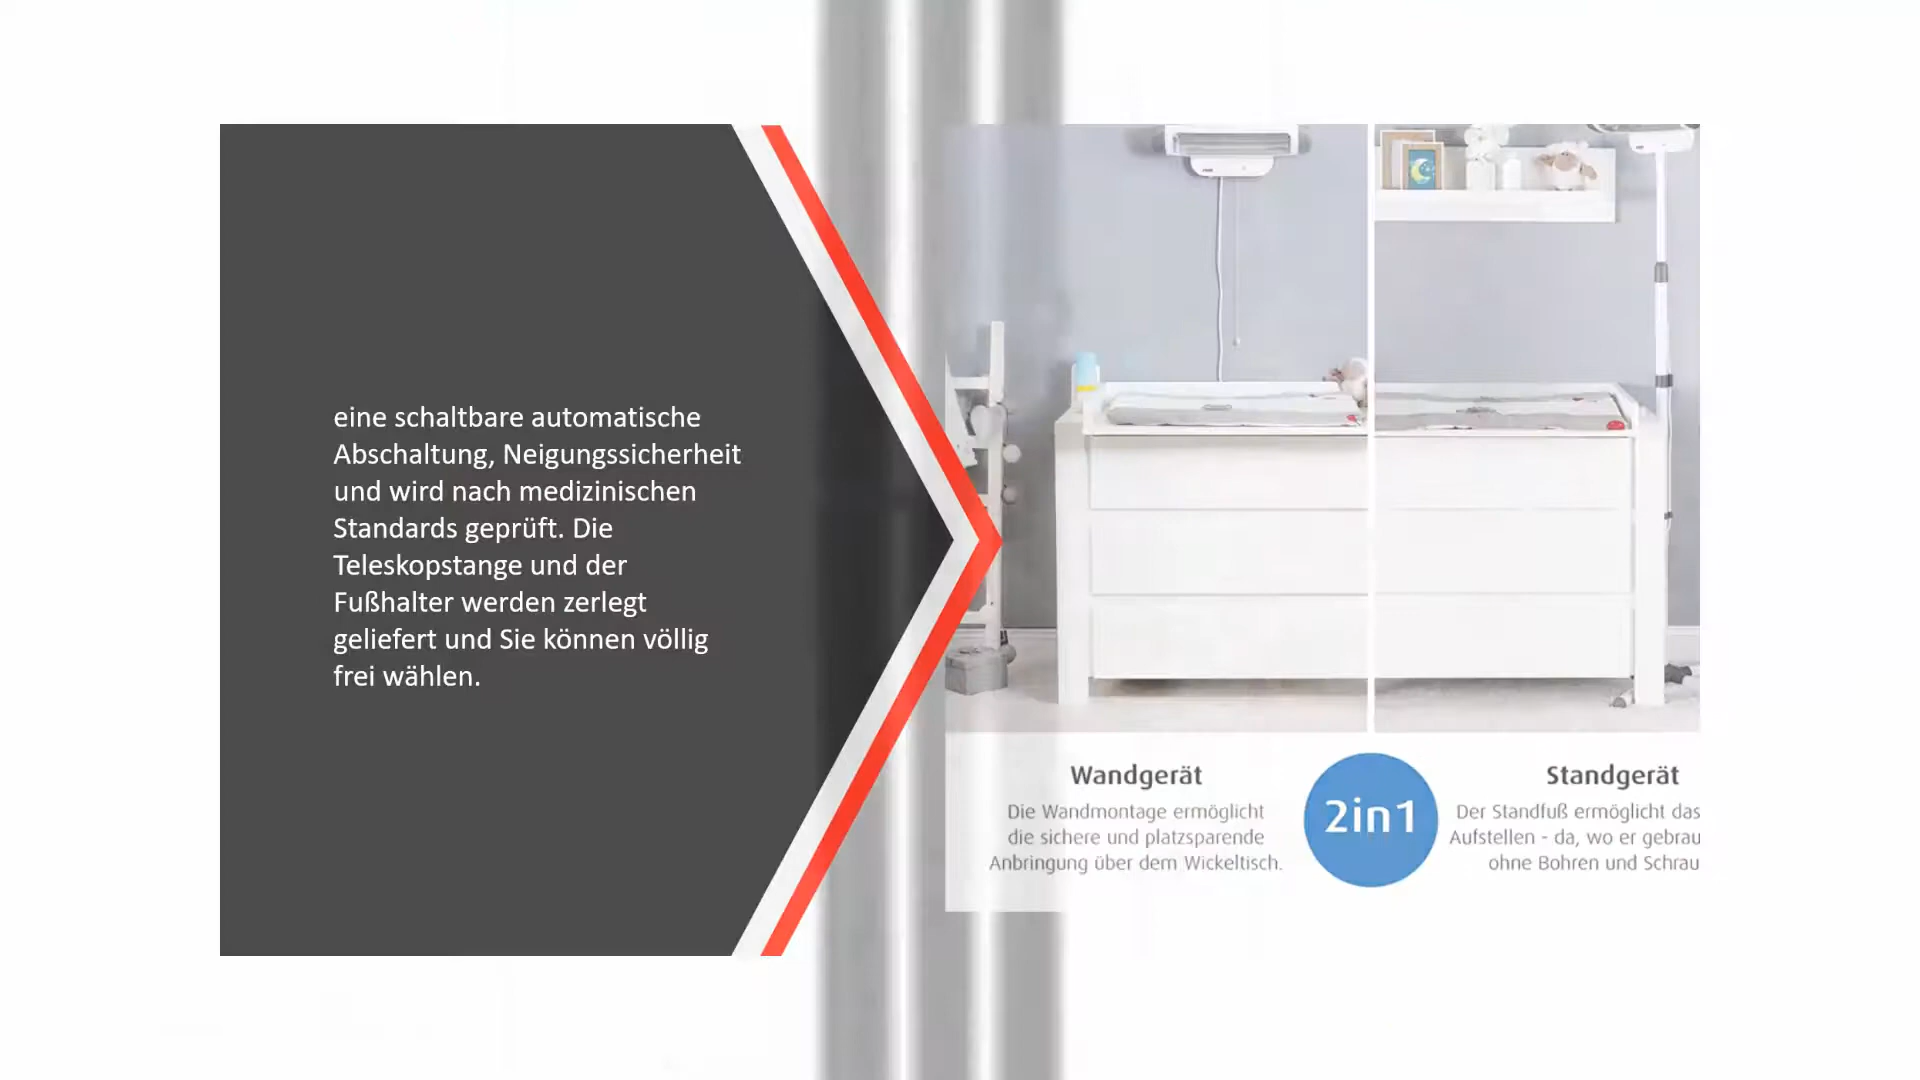 eine schaltbare automatische
Abschaltung, Neigungssicherheit
und wird nach medizinischen
Standards geprüft. Die
Teleskopstange und der
Fußhalter werden zerlegt
geliefert und Sie können völlig
frei wählen.
Wandgerät
Die Wandmontage ermöglicht
die sichere und platzsparende
Anbringung über dem Wickeltisch.
2in1
Standgerät
Der Standfuß ermöglicht das
Aufstellen - da, wo er gebrau
ohne Bohren und Schrau